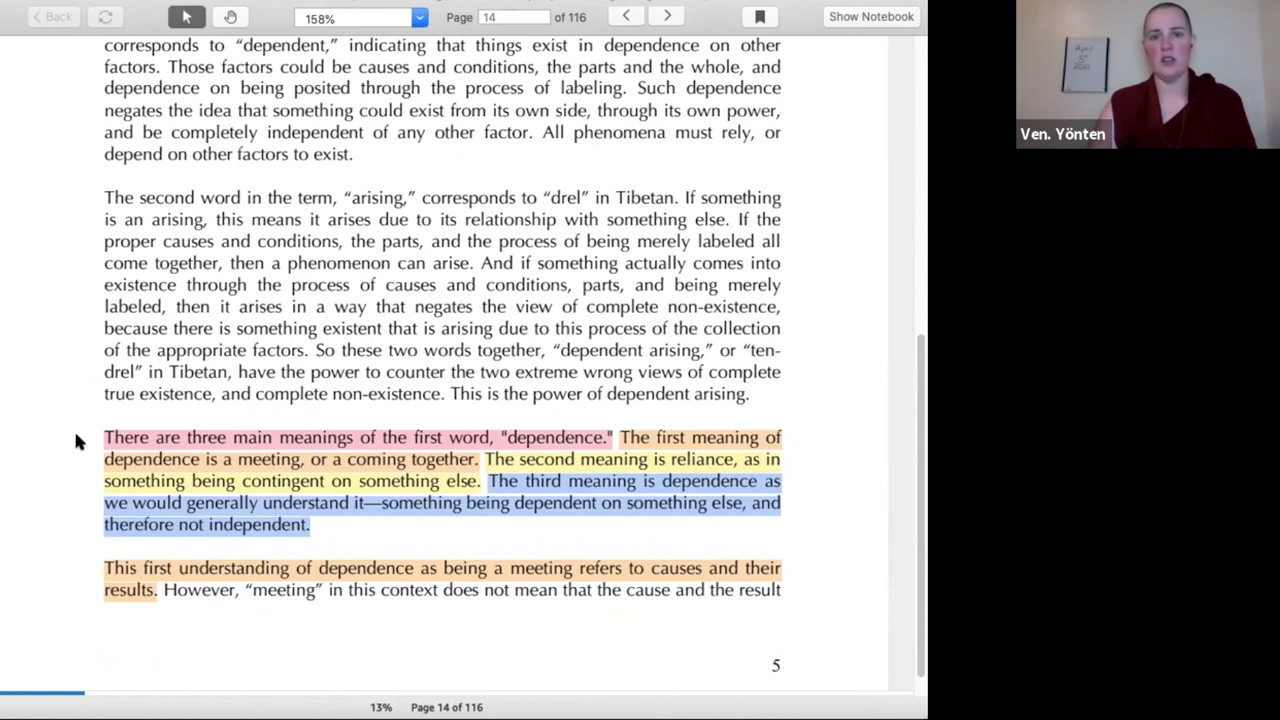 Back
158%
Page 14 of 116
Show Notebook
corresponds to “dependent,” indicating that things exist in dependence on other
factors. Those factors could be causes and conditions, the parts and the whole, and
dependence on being posited through the process of labeling. Such dependence
negates the idea that something could exist from its own side, through its own power,
and be completely independent of any other factor. All phenomena must rely, or
depend on other factors to exist.
The second word in the term, “arising,” corresponds to “drel” in Tibetan. If something
is an arising, this means it arises due to its relationship with something else. If the
proper causes and conditions, the parts, and the process of being merely labeled all
come together, then a phenomenon can arise. And if something actually comes into
existence through the process of causes and conditions, parts, and being merely
labeled, then it arises in a way that negates the view of complete non-existence,
because there is something existent that is arising due to this process of the collection
of the appropriate factors. So these two words together, “dependent arising,” or “ten-
drel” in Tibetan, have the power to counter the two extreme wrong views of complete
true existence, and complete non-existence. This is the power of dependent arising.
There are three main meanings of the first word, "dependence." The first meaning of
dependence is a meeting, or a coming together. The second meaning is reliance, as in
something being contingent on something else. The third meaning is dependence as
we would generally understand it—something being dependent on something else, and
therefore not independent.
This first understanding of dependence as being a meeting refers to causes and their
results. However, “meeting” in this context does not mean that the cause and the result
5
13% Page 14 of 116
April
5
2021
Ven. Yönten